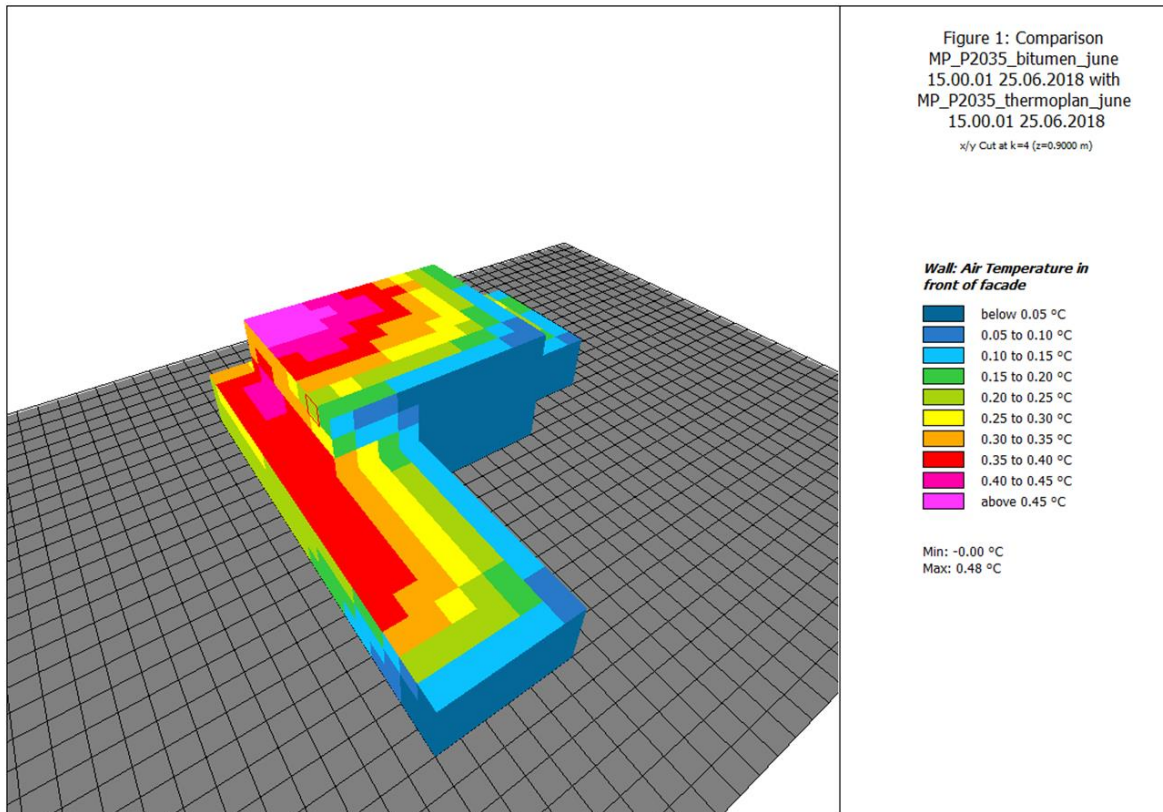 Figure 1: Comparison
MP_P2035_bitumen_june
15.00.01 25.06.2018 with
MP_P2035_thermoplan_june
15.00.01 25.06.2018
x/y Cut at k=4 (z=0.9000 m)
Wall: Air Temperature in
front of facade
below 0.05 °C
0.05 to 0.10 °C
0.10 to 0.15 °C
0.15 to 0.20 °C
0.20 to 0.25 °C
0.25 to 0.30 °C
0.30 to 0.35 °C
0.35 to 0.40 °C
0.40 to 0.45 °C
above 0.45 °C
Min: -0.00 °C
Max: 0.48 °C